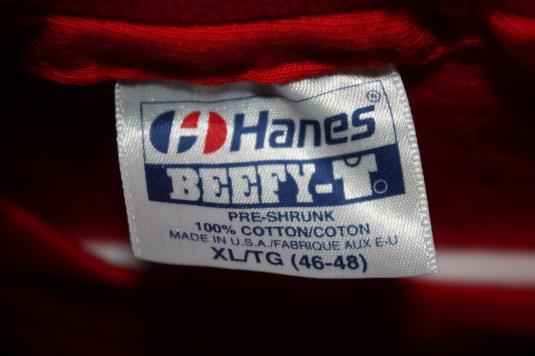 Hanes®
BEEFY-T®
PRE-SHRUNK
100% COTTON/COTON
MADE IN U.S.A./FABRIQUE AUX E-U
XL/TG (46-48)